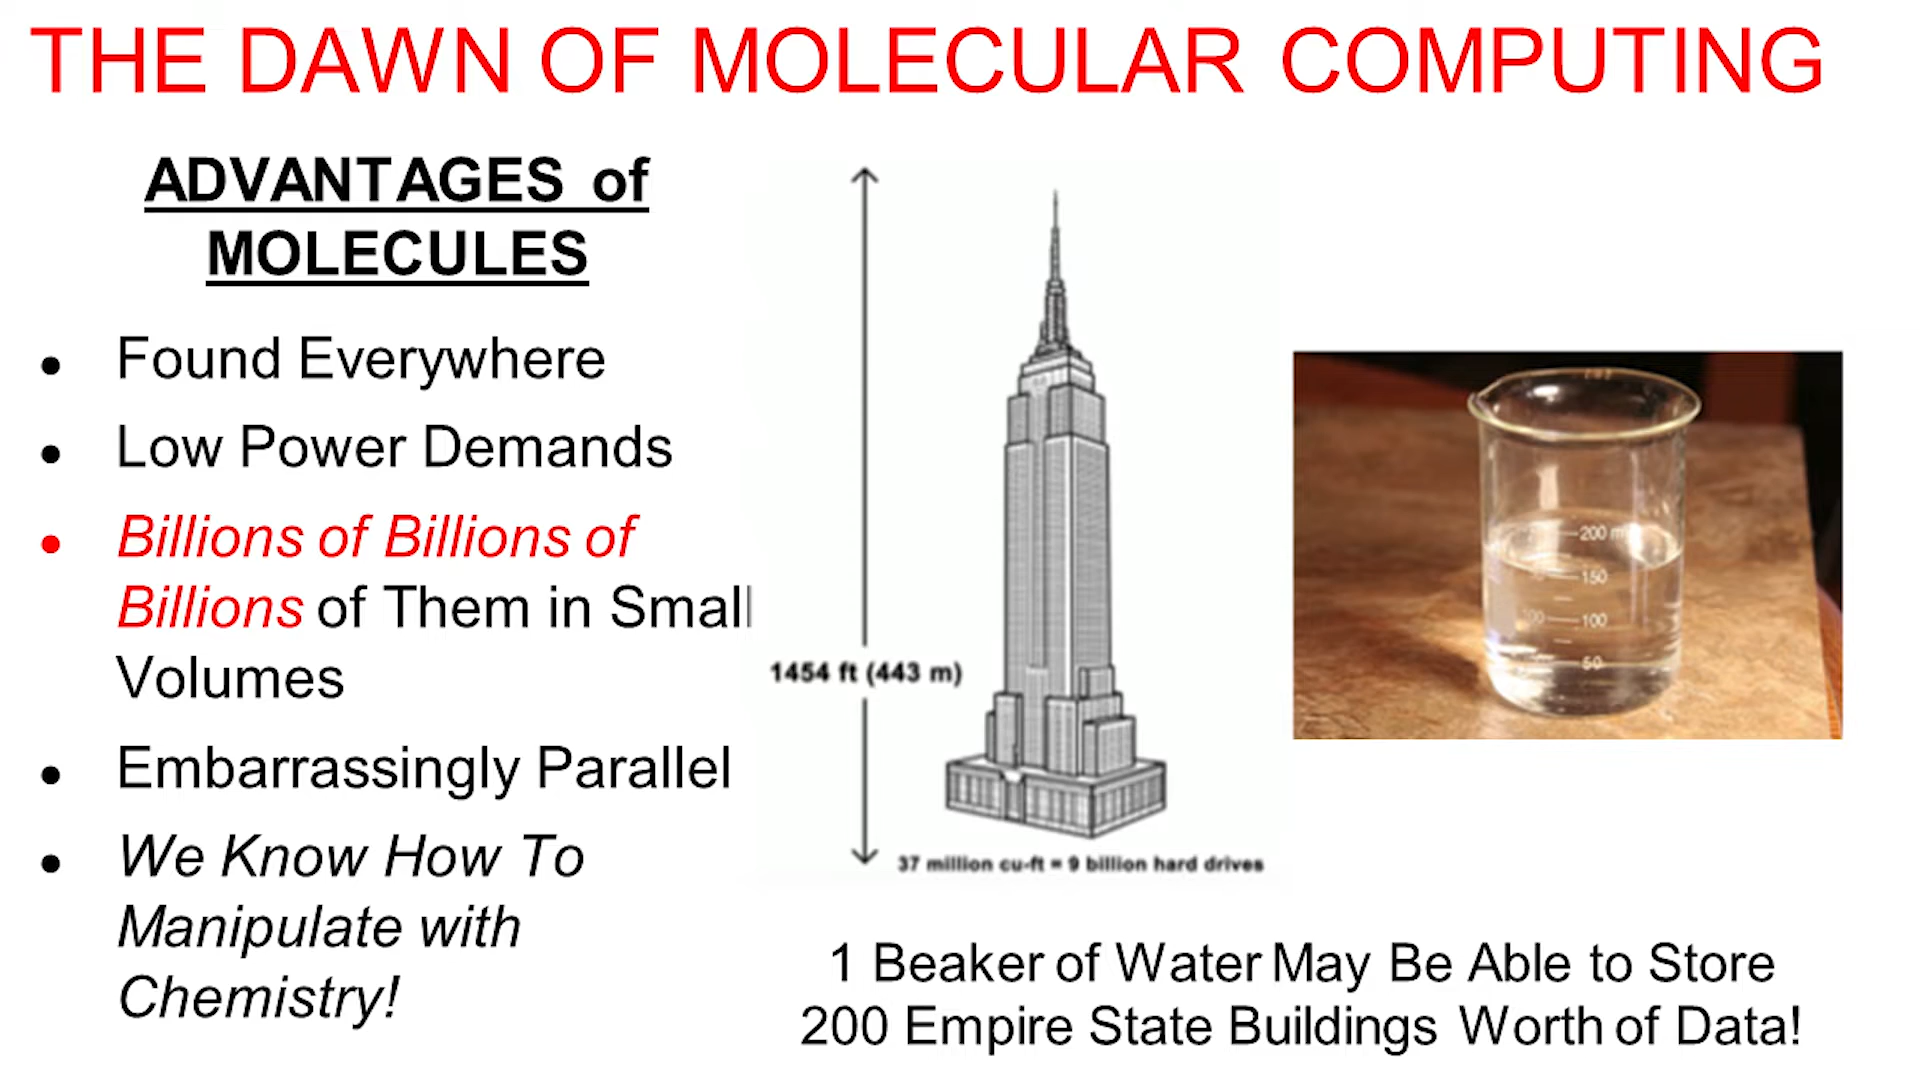 THE DAWN OF MOLECULAR COMPUTING
ADVANTAGES of
MOLECULES
• Found Everywhere
• Low Power Demands
• Billions of Billions of
Billions of Them in Small
Volumes
• Embarrassingly Parallel
• We Know How To
Manipulate with
Chemistry!
1454 ft (443 m)
37 million cu-ft = 9 billion hard drives
200 m
150
100
50
1 Beaker of Water May Be Able to Store
200 Empire State Buildings Worth of Data!